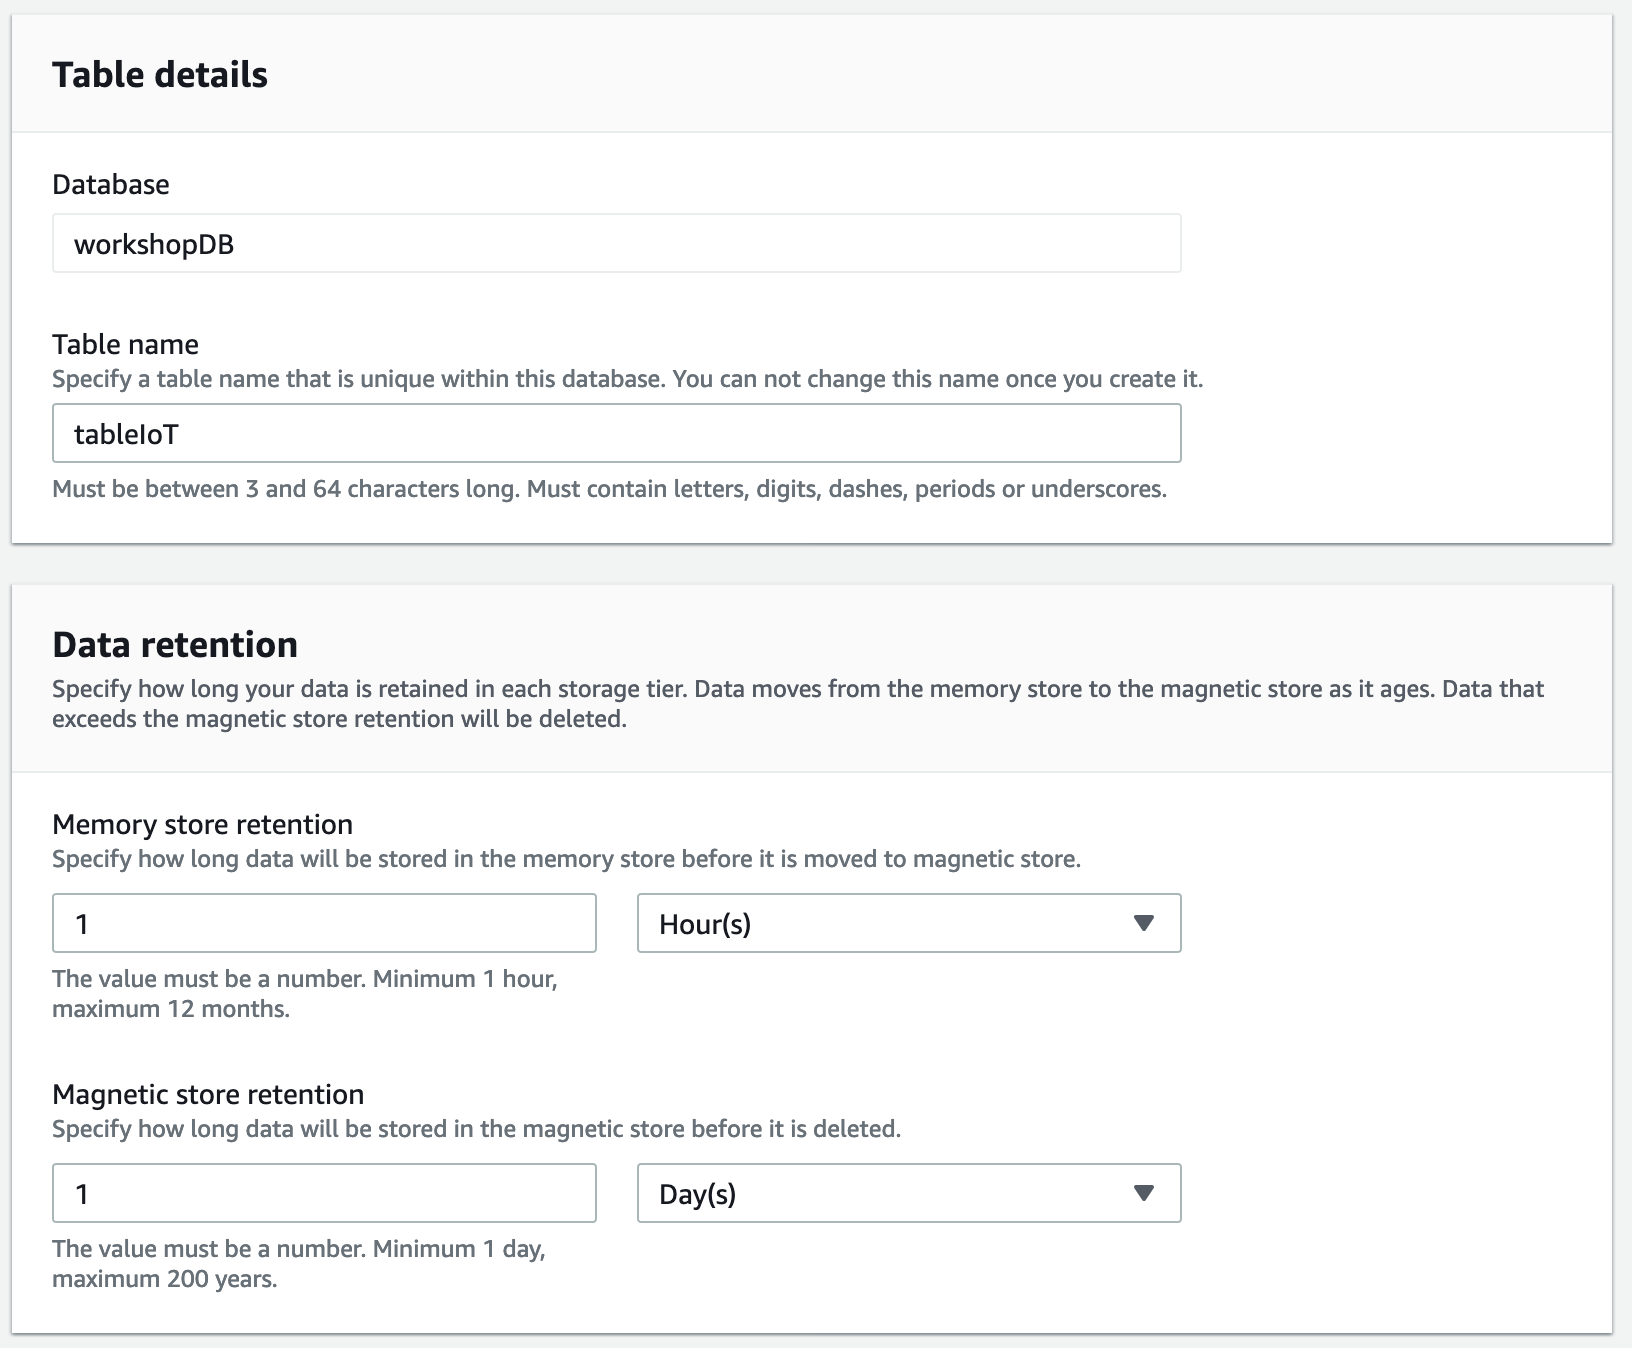 Table details
Database
workshopDB
Table name
Specify a table name that is unique within this database. You can not change this name once you create it.
tableIoT
Must be between 3 and 64 characters long. Must contain letters, digits, dashes, periods or underscores.
Data retention
Specify how long your data is retained in each storage tier. Data moves from the memory store to the magnetic store as it ages. Data that
exceeds the magnetic store retention will be deleted.
Memory store retention
Specify how long data will be stored in the memory store before it is moved to magnetic store.
1 Hour(s)
The value must be a number. Minimum 1 hour,
maximum 12 months.
Magnetic store retention
Specify how long data will be stored in the magnetic store before it is deleted.
1 Day(s)
The value must be a number. Minimum 1 day,
maximum 200 years.